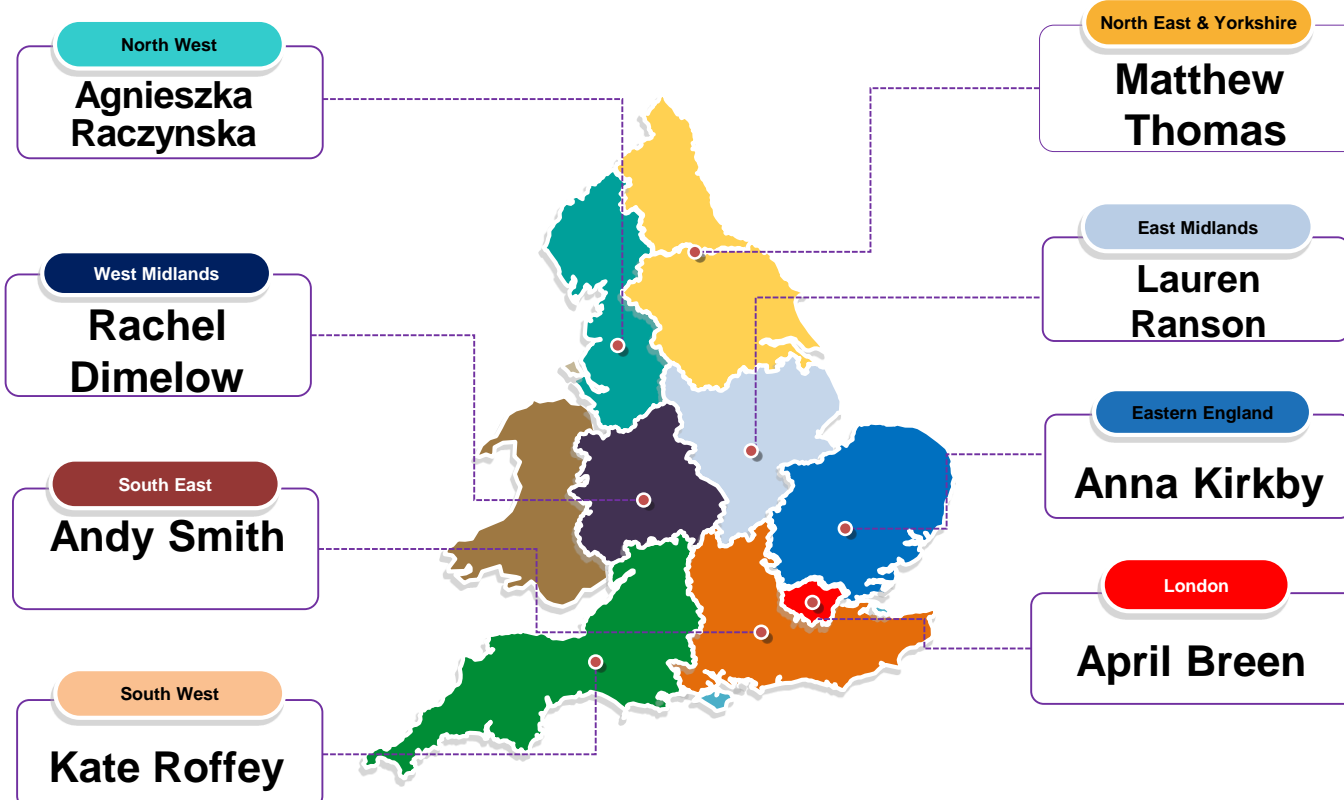 North West
Agnieszka
Raczynska
West Midlands
Rachel
Dimelow
South East
Andy Smith
South West
Kate Roffey
North East & Yorkshire
Matthew
Thomas
East Midlands
Lauren
Ranson
Eastern England
Anna Kirkby
London
April Breen